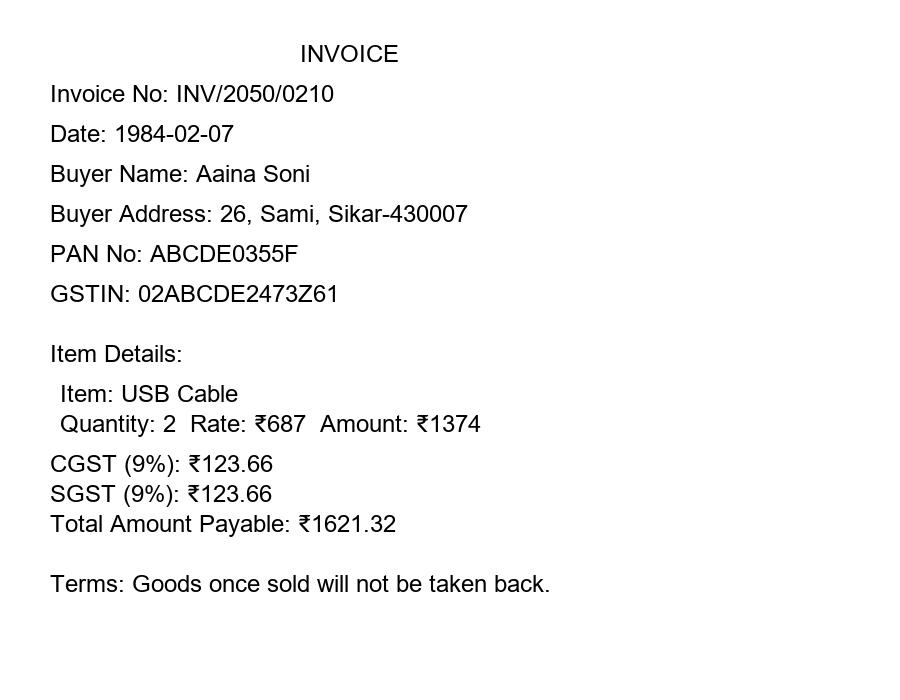 INVOICE
Invoice No: INV/2050/0210
Date: 1984-02-07
Buyer Name: Aaina Soni
Buyer Address: 26, Sami, Sikar-430007
PAN No: ABCDE0355F
GSTIN: 02ABCDE2473Z61
Item Details:
Item: USB Cable
Quantity: 2  Rate: ₹687  Amount: ₹1374
CGST (9%): ₹123.66
SGST (9%): ₹123.66
Total Amount Payable: ₹1621.32
Terms: Goods once sold will not be taken back.